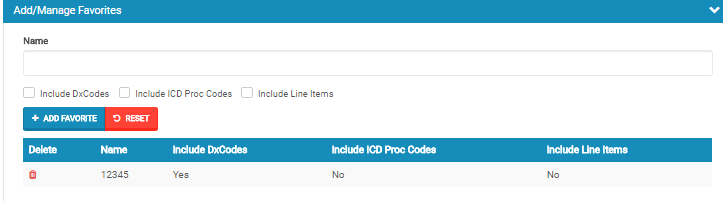 Add/Manage Favorites
Name
Include DxCodes Include ICD Proc Codes Include Line Items
ADD FAVORITE RESET
Delete Name Include DxCodes Include ICD Proc Codes Include Line Items
12345 Yes No No